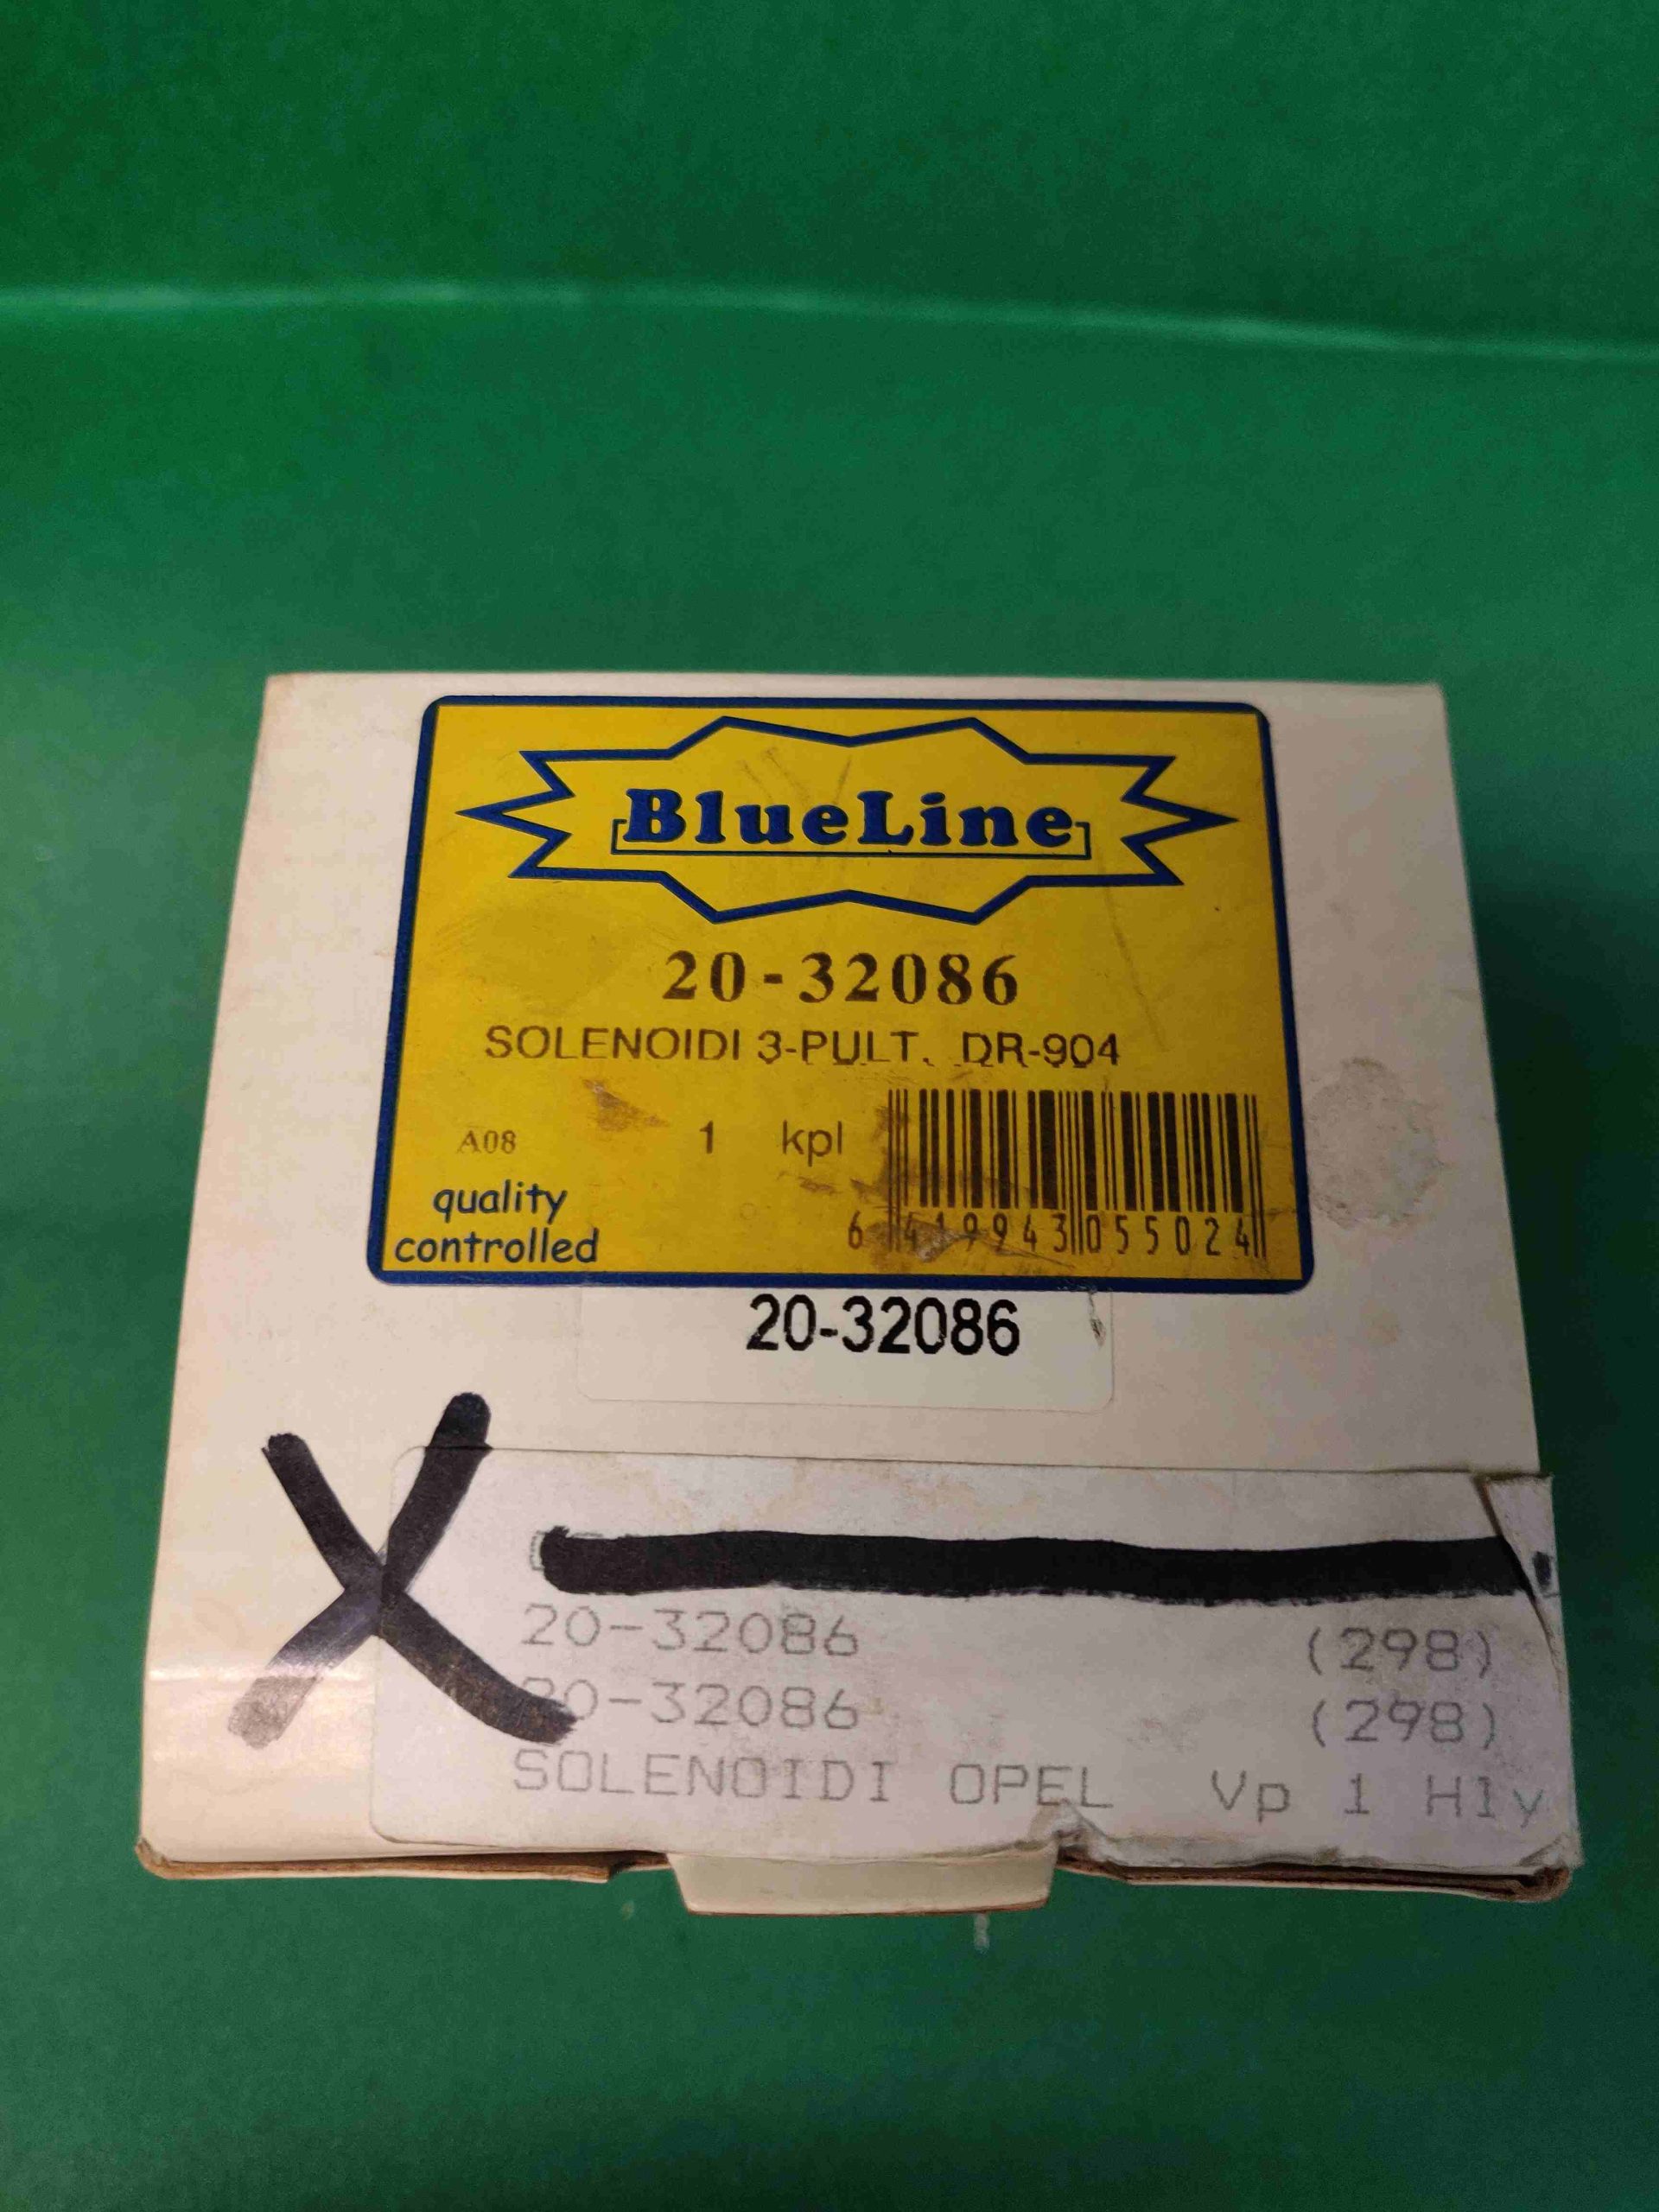 BlueLine
20-32086
SOLENOIDI 3-PULT. DR-904
A08 1 kpl
quality
controlled
6 419943 055024
20-32086
X
20-32086 (298)
20-32086 (298)
SOLENOIDI OPEL Vp 1 Hly